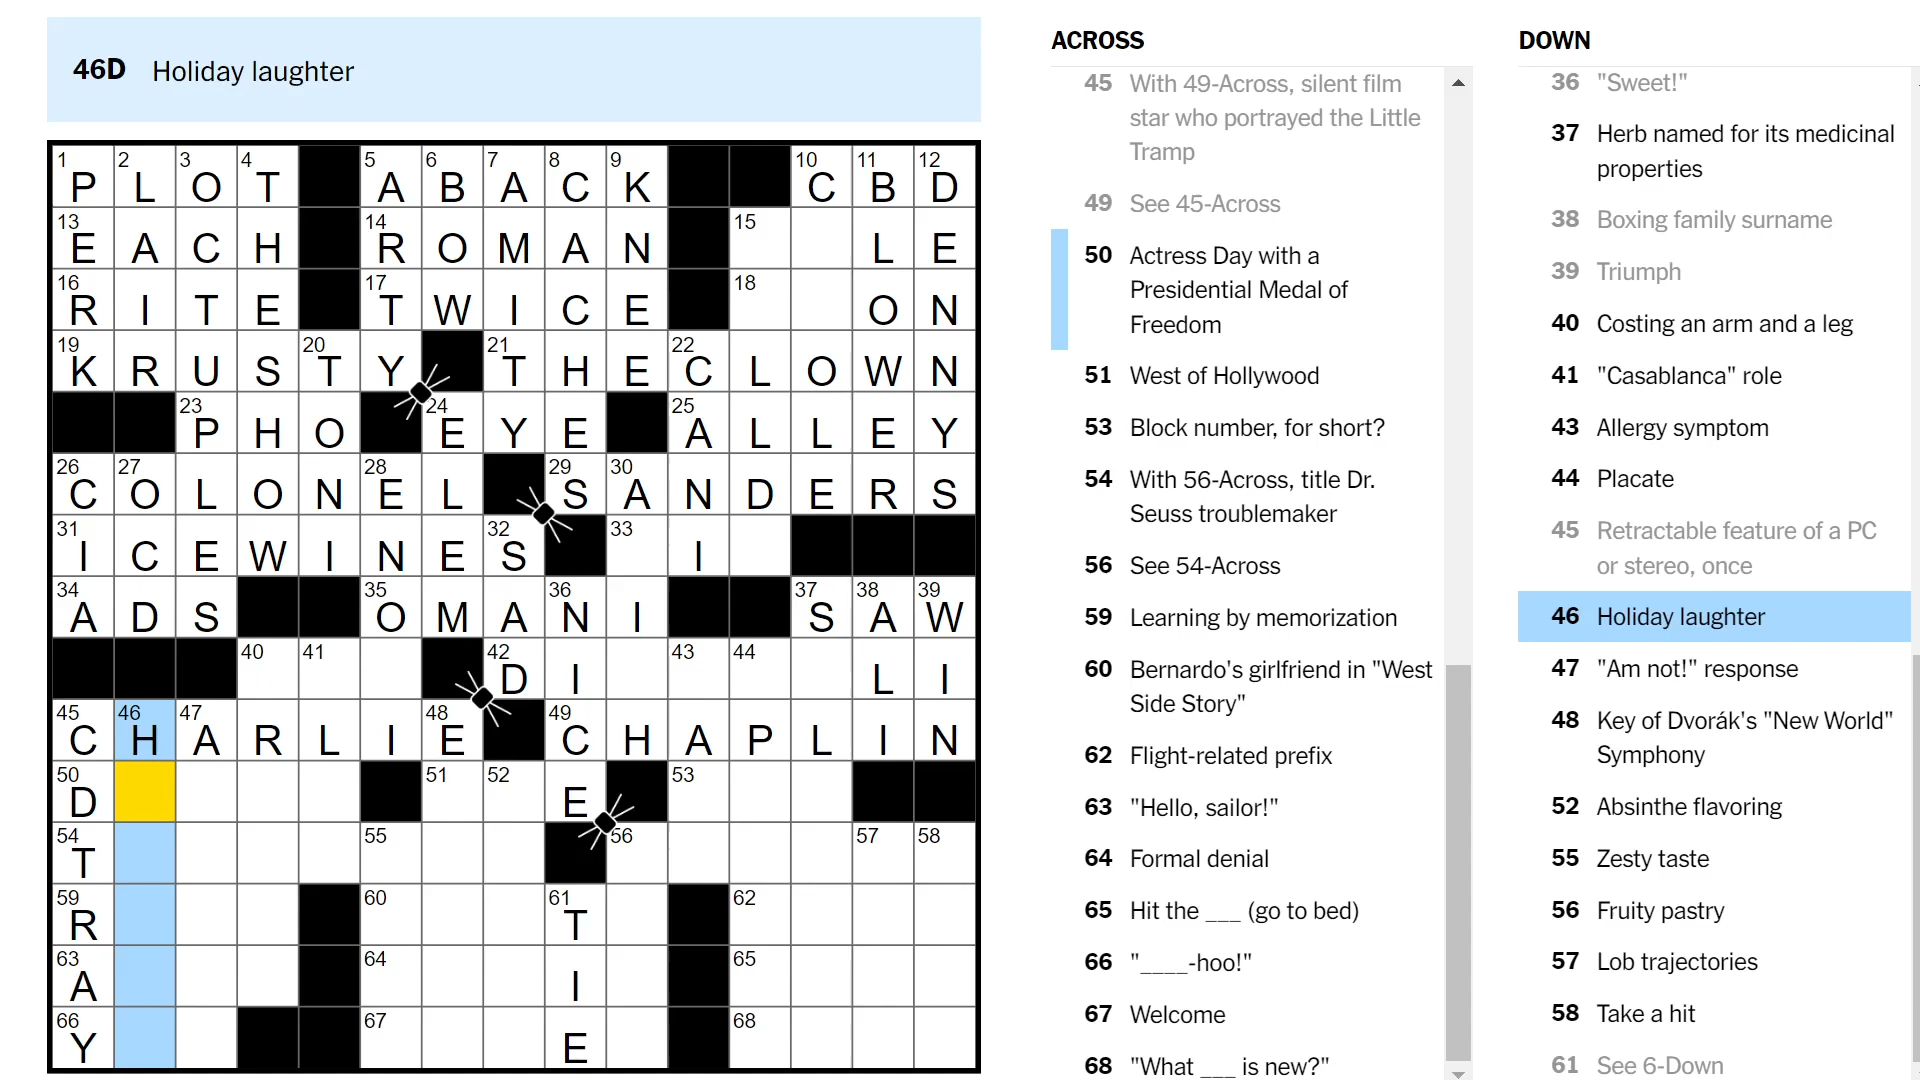 46D Holiday laughter
1 2 3 4 5 6 7 8 9 10 11 12
P L O T A B A C K C B D
13 14 15
E A C H R O M A N L E
16 17 18
R I T E T W I C E O N
19 20 21 22
K R U S T Y T H E C L O W N
23 24 25
P H O E Y E A L L E Y
26 27 28 29 30
C O L O N E L S A N D E R S
31 32 33
I C E W I N E S I
34 35 36 37 38 39
A D S O M A N I S A W
40 41 42 43 44
D I L I
45 46 47 48 49
C H A R L I E C H A P L I N
50 51 52 53
D E
54 55 56 57 58
T
59 60 61 62
R T
63 64 65
A I
66 67 68
Y E
ACROSS
45 With 49-Across, silent film
star who portrayed the Little
Tramp
49 See 45-Across
50 Actress Day with a
Presidential Medal of
Freedom
51 West of Hollywood
53 Block number, for short?
54 With 56-Across, title Dr.
Seuss troublemaker
56 See 54-Across
59 Learning by memorization
60 Bernardo's girlfriend in "West
Side Story"
62 Flight-related prefix
63 "Hello, sailor!"
64 Formal denial
65 Hit the ___ (go to bed)
66 "____-hoo!"
67 Welcome
68 "What ___ is new?"
DOWN
36 "Sweet!"
37 Herb named for its medicinal
properties
38 Boxing family surname
39 Triumph
40 Costing an arm and a leg
41 "Casablanca" role
43 Allergy symptom
44 Placate
45 Retractable feature of a PC
or stereo, once
46 Holiday laughter
47 "Am not!" response
48 Key of Dvorák's "New World"
Symphony
52 Absinthe flavoring
55 Zesty taste
56 Fruity pastry
57 Lob trajectories
58 Take a hit
61 See 6-Down